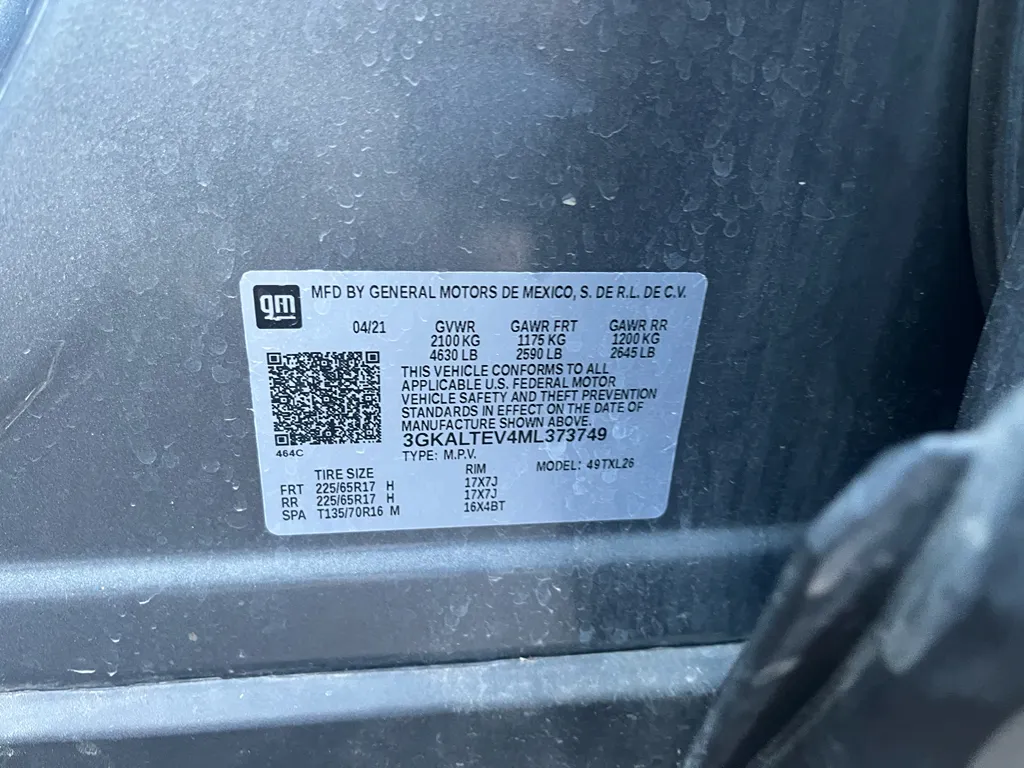 gm MFD BY GENERAL MOTORS DE MEXICO, S. DE R.L. DE C.V.
04/21 GVWR GAWR FRT GAWR RR
2100 KG 1175 KG 1200 KG
4630 LB 2590 LB 2645 LB
THIS VEHICLE CONFORMS TO ALL
APPLICABLE U.S. FEDERAL MOTOR
VEHICLE SAFETY AND THEFT PREVENTION
STANDARDS IN EFFECT ON THE DATE OF
MANUFACTURE SHOWN ABOVE.
3GKALTEV4ML373749
464C
TYPE: M.P.V. MODEL: 49TXL26
TIRE SIZE RIM
FRT 225/65R17 H 17X7J
RR 225/65R17 H 17X7J
SPA T135/70R16 M 16X4BT